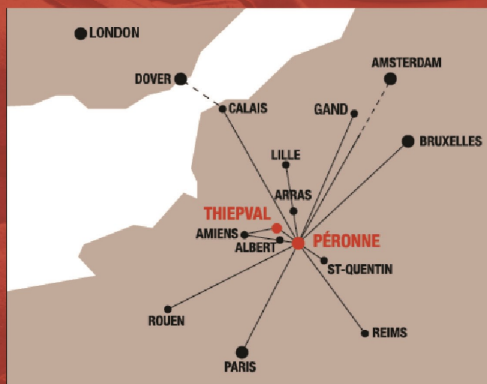 LONDON
AMSTERDAM
DOVER
CALAIS
GAND
BRUXELLES
LILLE
ARRAS
THIEPVAL
AMIENS
ALBERT
PÉRONNE
ST-QUENTIN
ROUEN
REIMS
PARIS